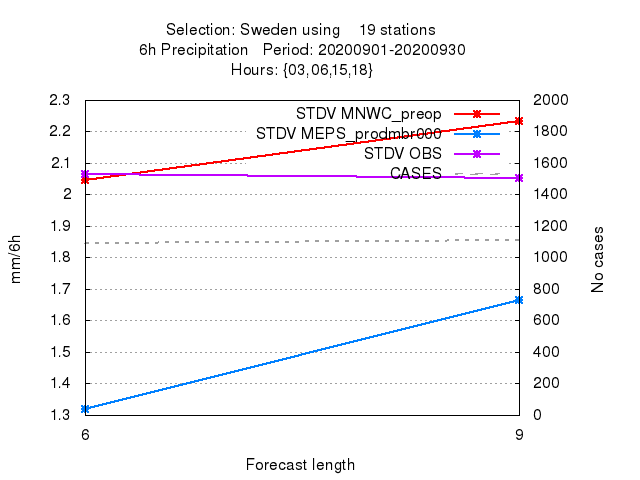 Selection: Sweden using 19 stations
6h Precipitation Period: 20200901-20200930
Hours: {03,06,15,18}
2.3 2000
STDV MNWC_preop
2.2 1800
STDV MEPS_prodmbr000
2.1 1600
STDV OBS
CASES
2 1400
1.9 1200
1.8 1000
1.7 800
1.6 600
1.5 400
1.4 200
1.3 0
mm/6h
No cases
6 9
Forecast length